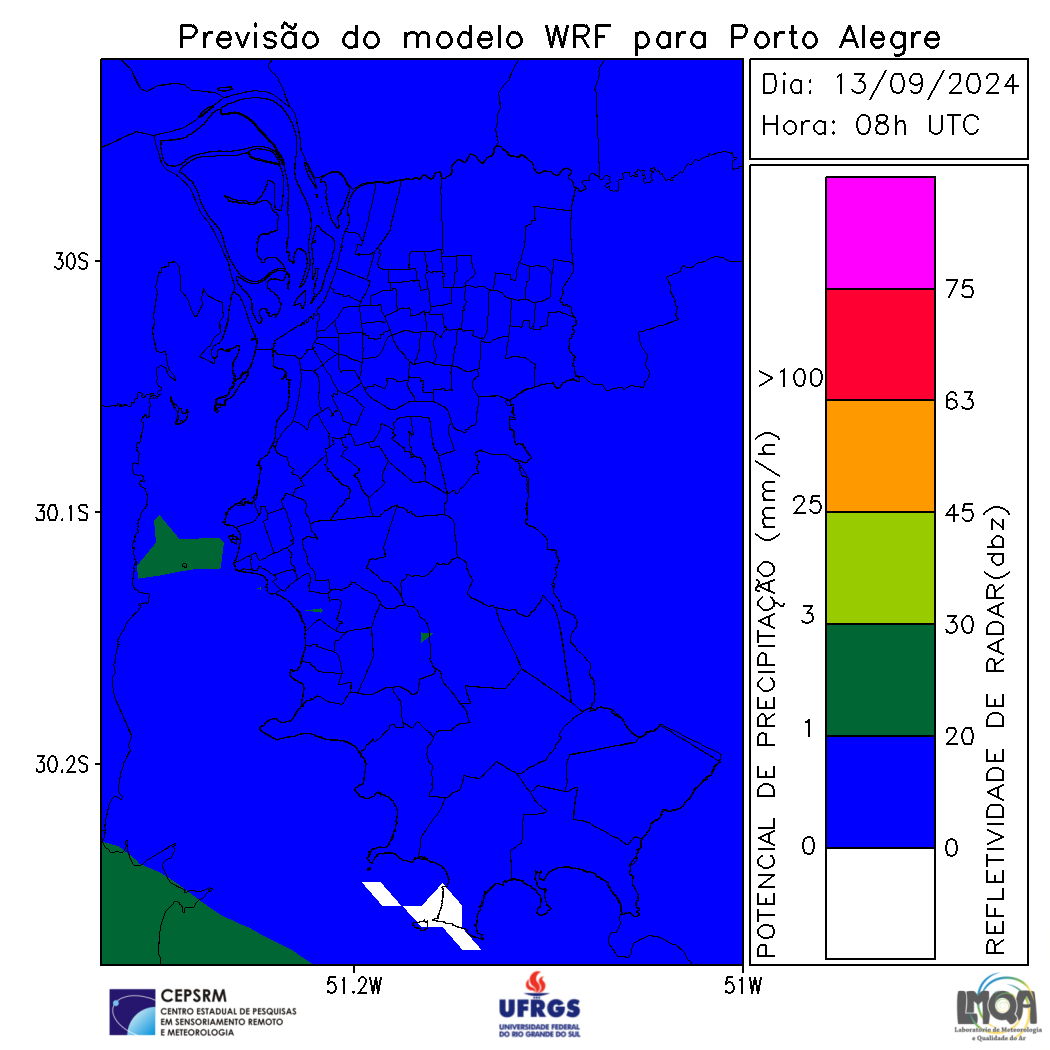 Previsão do modelo WRF para Porto Alegre
Dia: 13/09/2024
Hora: 08h UTC
30S
30.1S
30.2S
51.2W
51W
POTENCIAL DE PRECIPITAÇÃO (mm/h)
>100
25
3
1
0
75
63
45
30
20
0
REFLETIVIDADE DE RADAR(dbz)
CEPSRM
CENTRO ESTADUAL DE PESQUISAS
EM SENSORIAMENTO REMOTO
E METEOROLOGIA
UFRGS
UNIVERSIDADE FEDERAL
DO RIO GRANDE DO SUL
LMQA
Laboratório de Meteorologia
e Qualidade do Ar